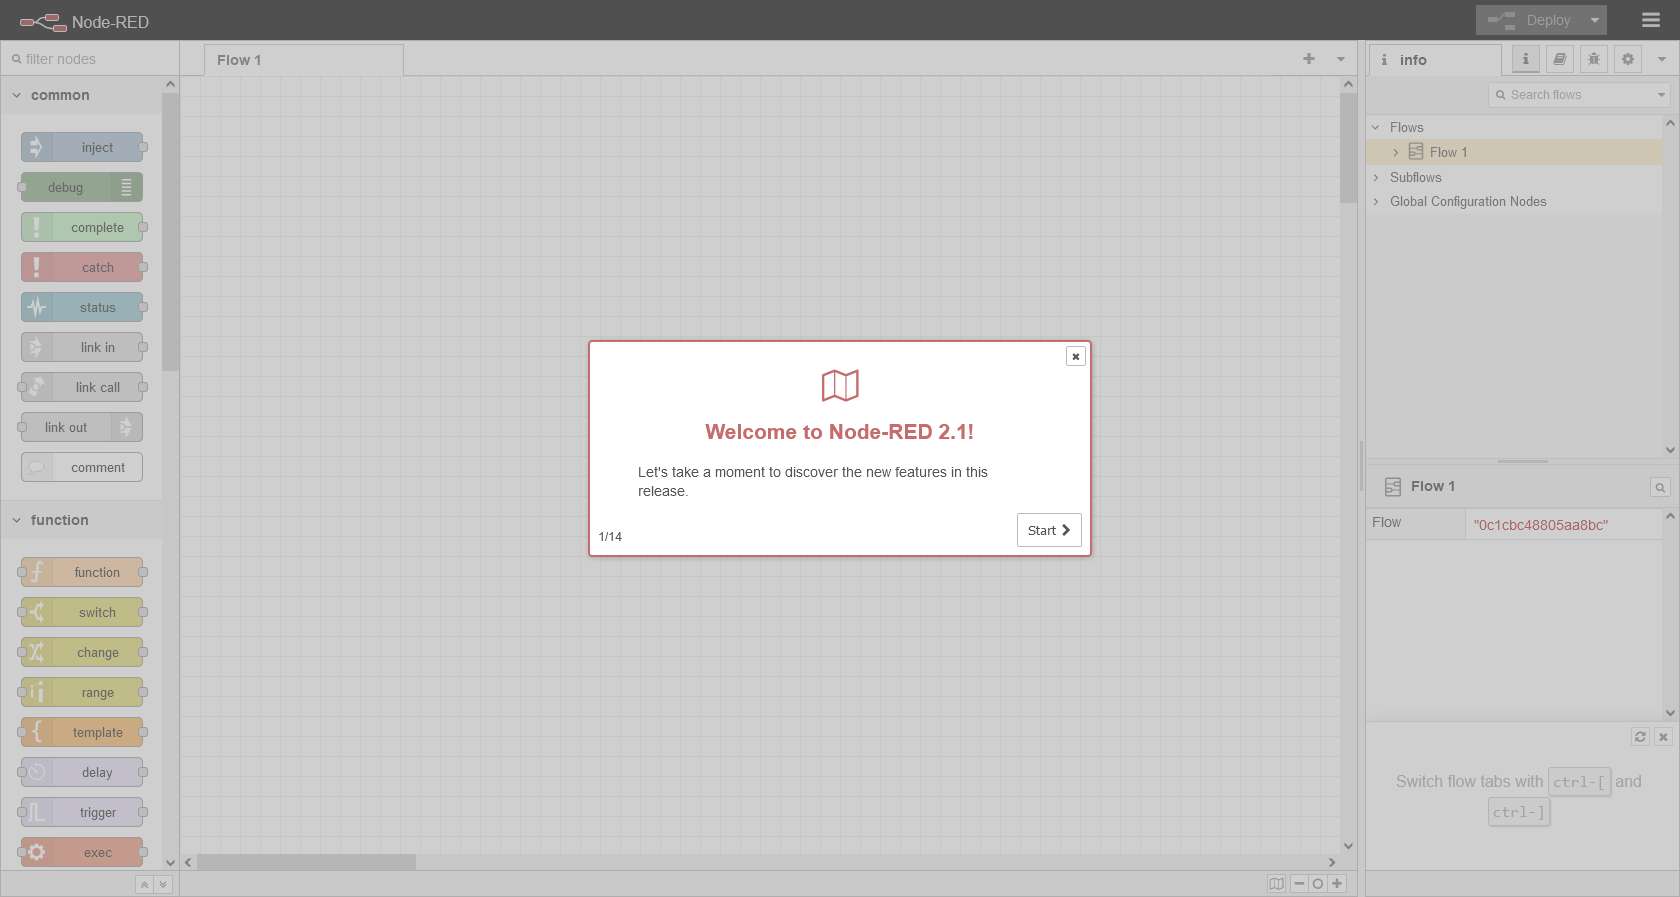 Node-RED
Deploy
filter nodes
Flow 1
info
Search flows
common
inject
debug
complete
catch
status
link in
link call
link out
comment
function
function
switch
change
range
template
delay
trigger
exec
Welcome to Node-RED 2.1!
Let's take a moment to discover the new features in this
release.
1/14
Start
Flows
Flow 1
Subflows
Global Configuration Nodes
Flow 1
Flow "0c1cbc48805aa8bc"
Switch flow tabs with ctrl-[ and
ctrl-]